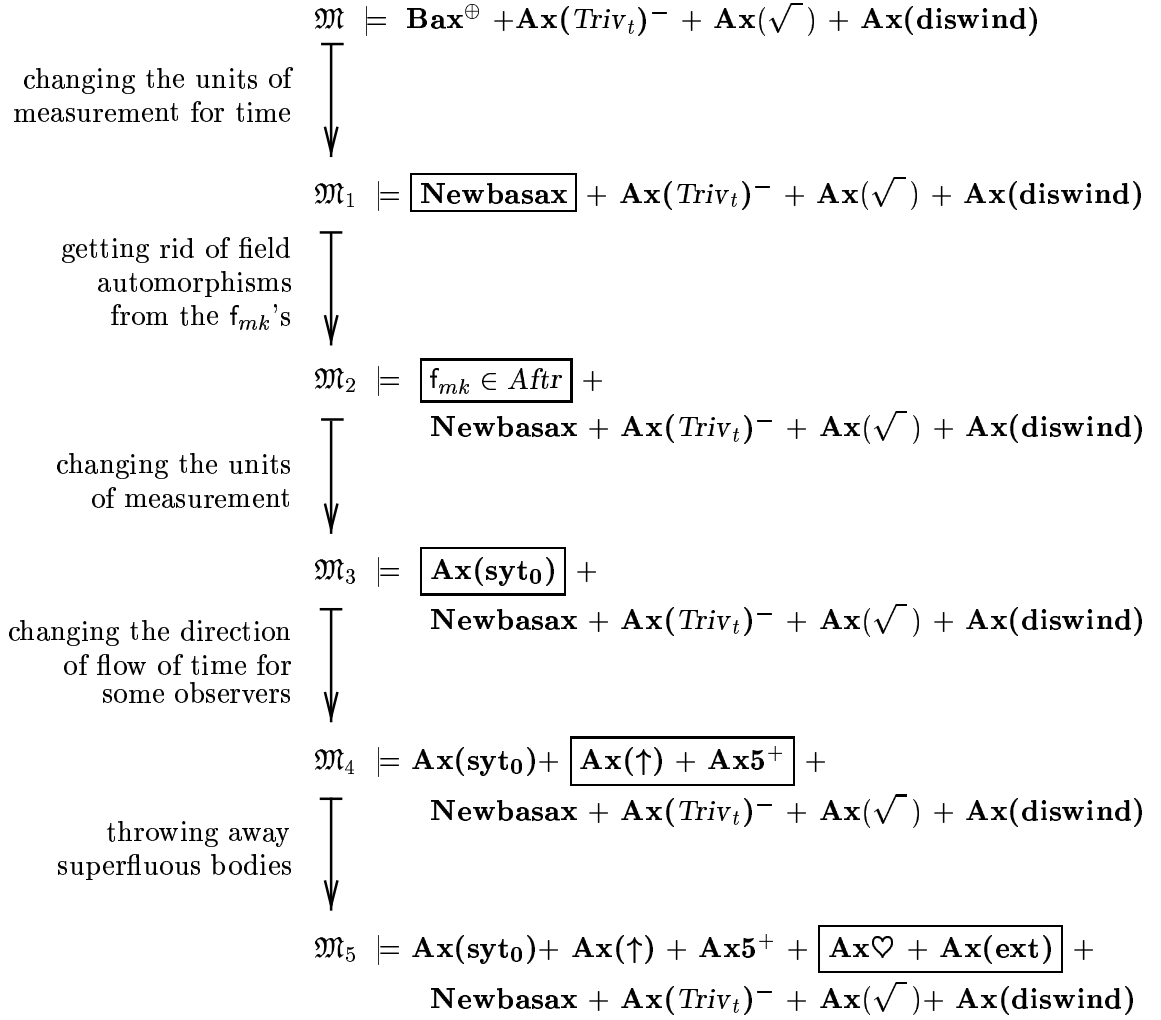 𝔐 |= Bax^⊕ +Ax(Triv_t)^− + Ax(√‾) + Ax(diswind)
changing the units of
measurement for time
𝔐_1 |= Newbasax + Ax(Triv_t)^− + Ax(√‾) + Ax(diswind)
getting rid of field
automorphisms
from the f_{mk}'s
𝔐_2 |= f_{mk} ∈ Aftr +
Newbasax + Ax(Triv_t)^− + Ax(√‾) + Ax(diswind)
changing the units
of measurement
𝔐_3 |= Ax(syt_0) +
Newbasax + Ax(Triv_t)^− + Ax(√‾) + Ax(diswind)
changing the direction
of flow of time for
some observers
𝔐_4 |= Ax(syt_0)+ Ax(↑) + Ax5^+ +
Newbasax + Ax(Triv_t)^− + Ax(√‾) + Ax(diswind)
throwing away
superfluous bodies
𝔐_5 |= Ax(syt_0)+ Ax(↑) + Ax5^+ + Ax♡ + Ax(ext) +
Newbasax + Ax(Triv_t)^− + Ax(√‾)+ Ax(diswind)